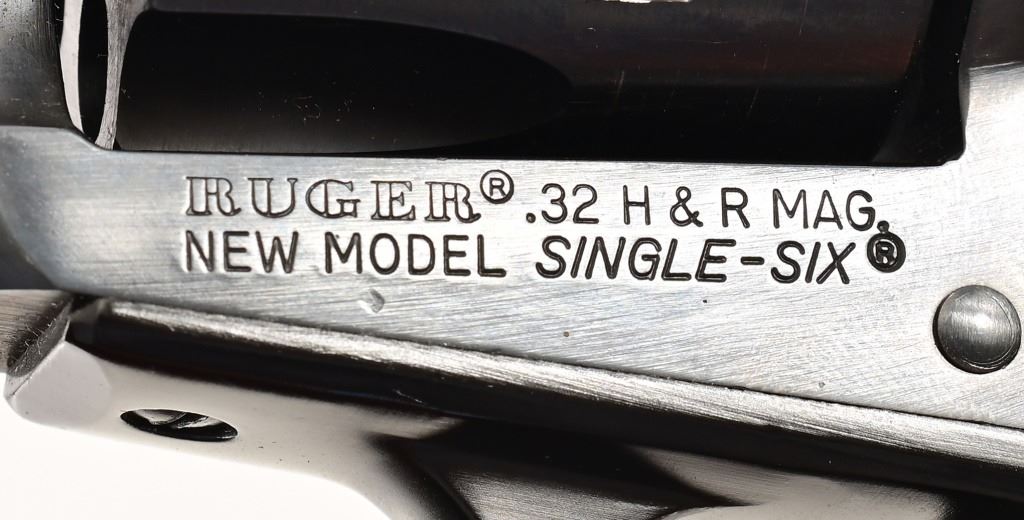 RUGER® .32 H & R MAG.
NEW MODEL SINGLE-SIX®